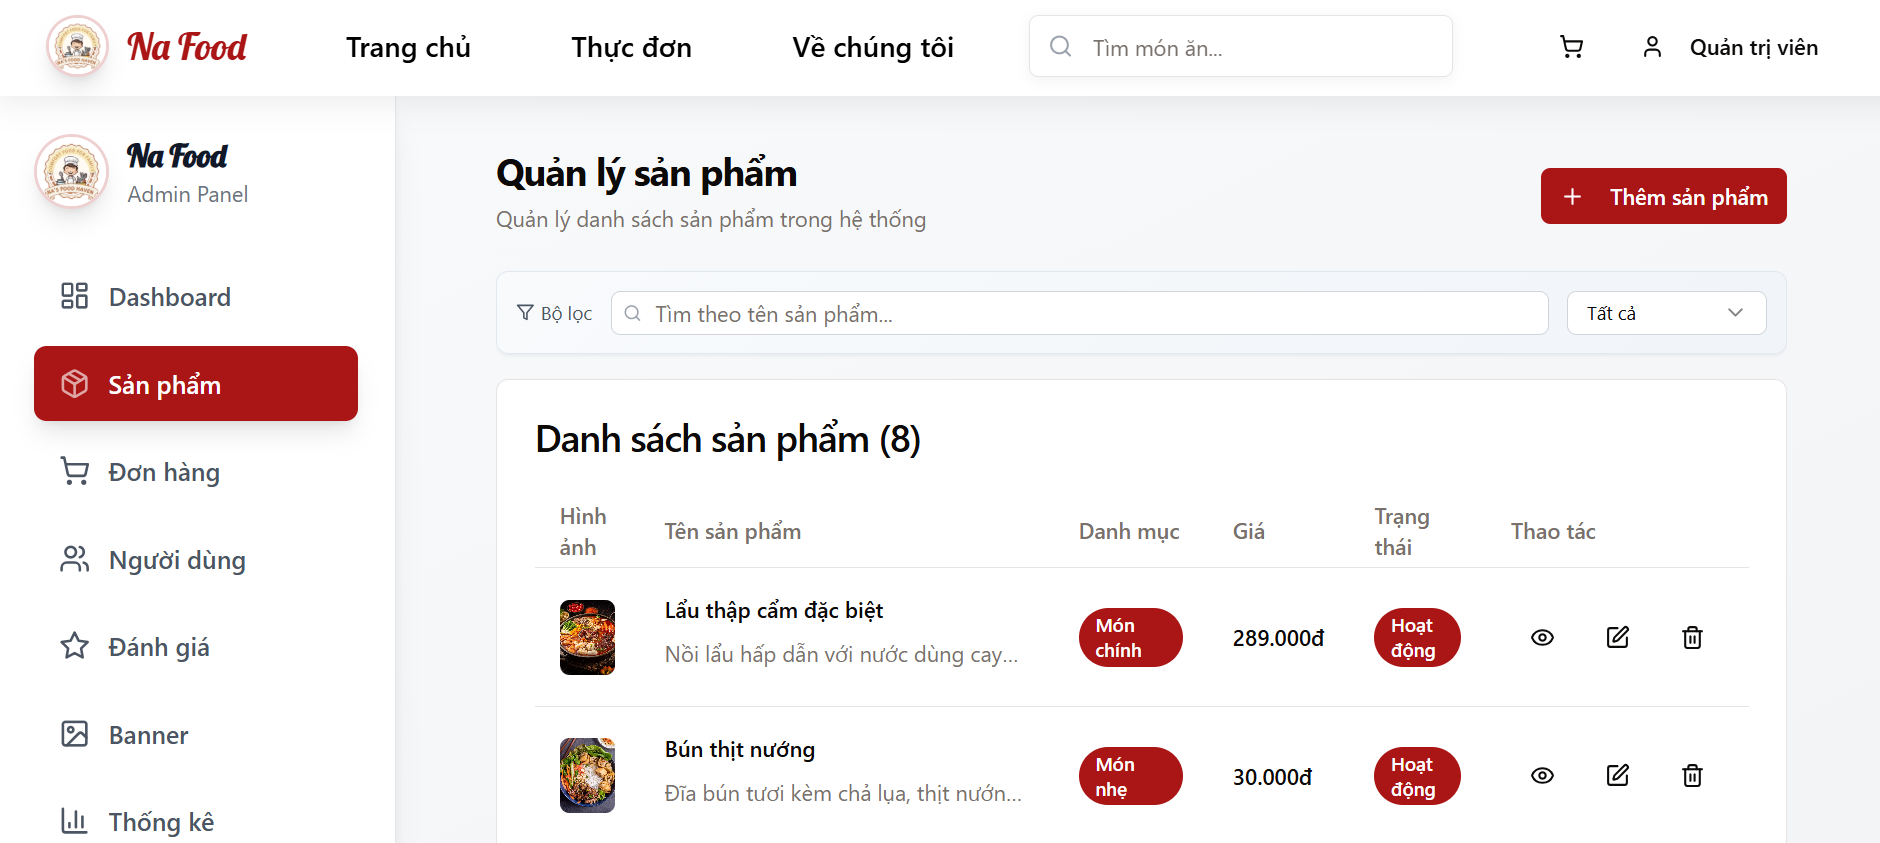 Na Food
Trang chủ
Thực đơn
Về chúng tôi
Tìm món ăn...
Quản trị viên
Na Food
Admin Panel
Dashboard
Sản phẩm
Đơn hàng
Người dùng
Đánh giá
Banner
Thống kê
Quản lý sản phẩm
Quản lý danh sách sản phẩm trong hệ thống
Thêm sản phẩm
Bộ lọc
Tìm theo tên sản phẩm...
Tất cả
Danh sách sản phẩm (8)
Hình
ảnh
Tên sản phẩm
Danh mục
Giá
Trạng
thái
Thao tác
Lẩu thập cẩm đặc biệt
Nồi lẩu hấp dẫn với nước dùng cay...
Món
chính
289.000đ
Hoạt
động
Bún thịt nướng
Đĩa bún tươi kèm chả lụa, thịt nướn...
Món
nhẹ
30.000đ
Hoạt
động